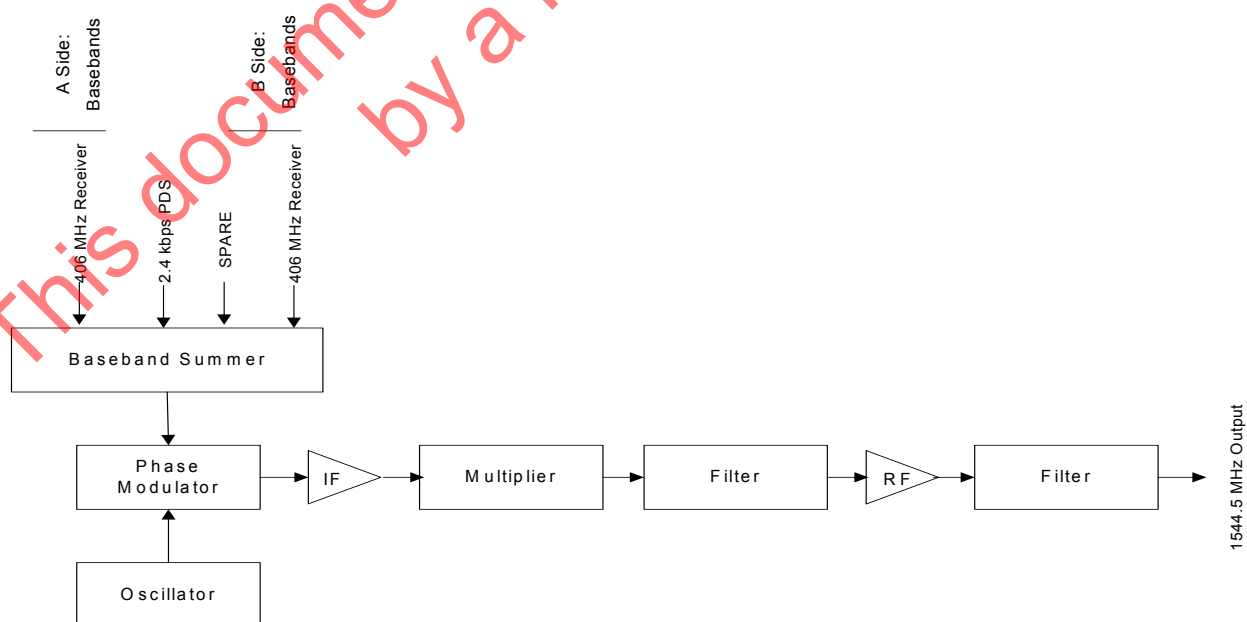 A Side:
Basebands
B Side:
Basebands
406 MHz Receiver
2.4 kbps PDS
SPARE
406 MHz Receiver
Baseband Summer
Phase
Modulator
IF
Multiplier
Filter
RF
Filter
1544.5 MHz Output
Oscillator
This docume
by a